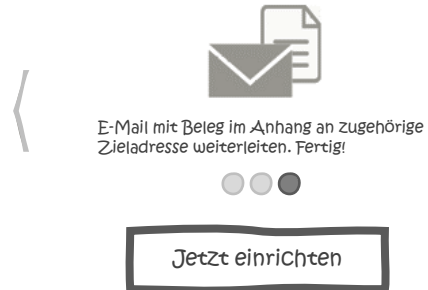 E-Mail mit Beleg im Anhang an zugehörige
Zieladresse weiterleiten. Fertig!
Jetzt einrichten